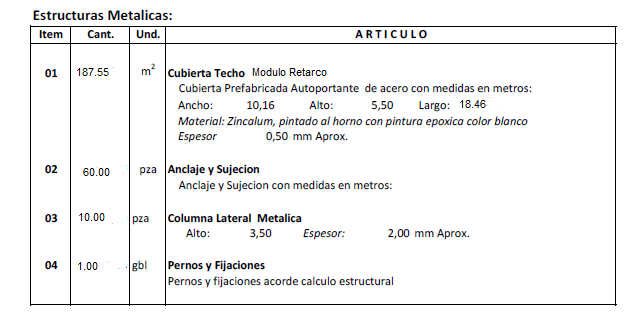 Estructuras Metalicas:
Item Cant. Und. ARTICULO
01 187.55 m² Cubierta Techo Modulo Retarco
Cubierta Prefabricada Autoportante de acero con medidas en metros:
Ancho: 10,16 Alto: 5,50 Largo: 18.46
Material: Zincalum, pintado al horno con pintura epoxica color blanco
Espesor 0,50 mm Aprox.
02 60.00 pza Anclaje y Sujecion
Anclaje y Sujecion con medidas en metros:
03 10.00 pza Columna Lateral Metalica
Alto: 3,50 Espesor: 2,00 mm Aprox.
04 1.00 gbl Pernos y Fijaciones
Pernos y fijaciones acorde calculo estructural